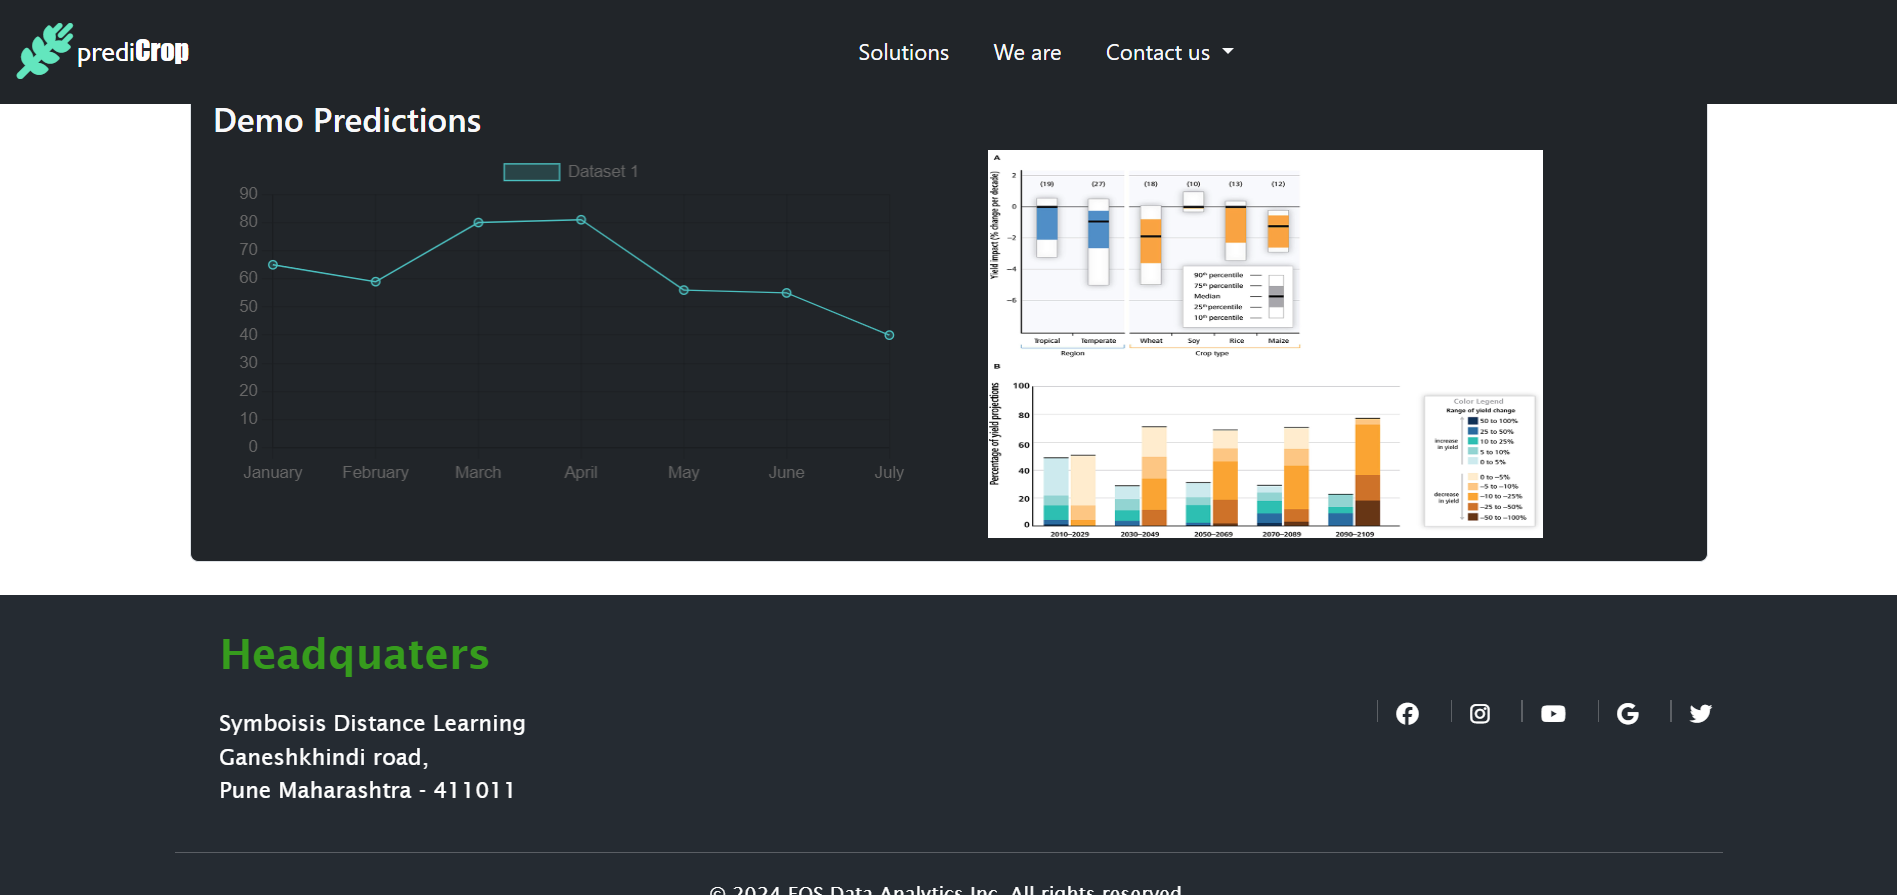 prediCrop
Solutions
We are
Contact us
Demo Predictions
Dataset 1
90
80
70
60
50
40
30
20
10
0
January
February
March
April
May
June
July
A
Yield impact (% change per decade)
2
0
−2
−4
−6
(19)
(27)
(18)
(10)
(13)
(12)
90th percentile
75th percentile
Median
25th percentile
10th percentile
Tropical
Temperate
Wheat
Soy
Rice
Maize
Region
Crop type
B
Percentage of yield projections
100
80
60
40
20
0
2010–2029
2030–2049
2050–2069
2070–2089
2090–2109
Color Legend
Range of yield change
increase
in yield
50 to 100%
25 to 50%
10 to 25%
5 to 10%
0 to 5%
decrease
in yield
0 to −5%
−5 to −10%
−10 to −25%
−25 to −50%
−50 to −100%
Headquaters
Symboisis Distance Learning
Ganeshkhindi road,
Pune Maharashtra - 411011
© 2024 EOS Data Analytics Inc. All rights reserved